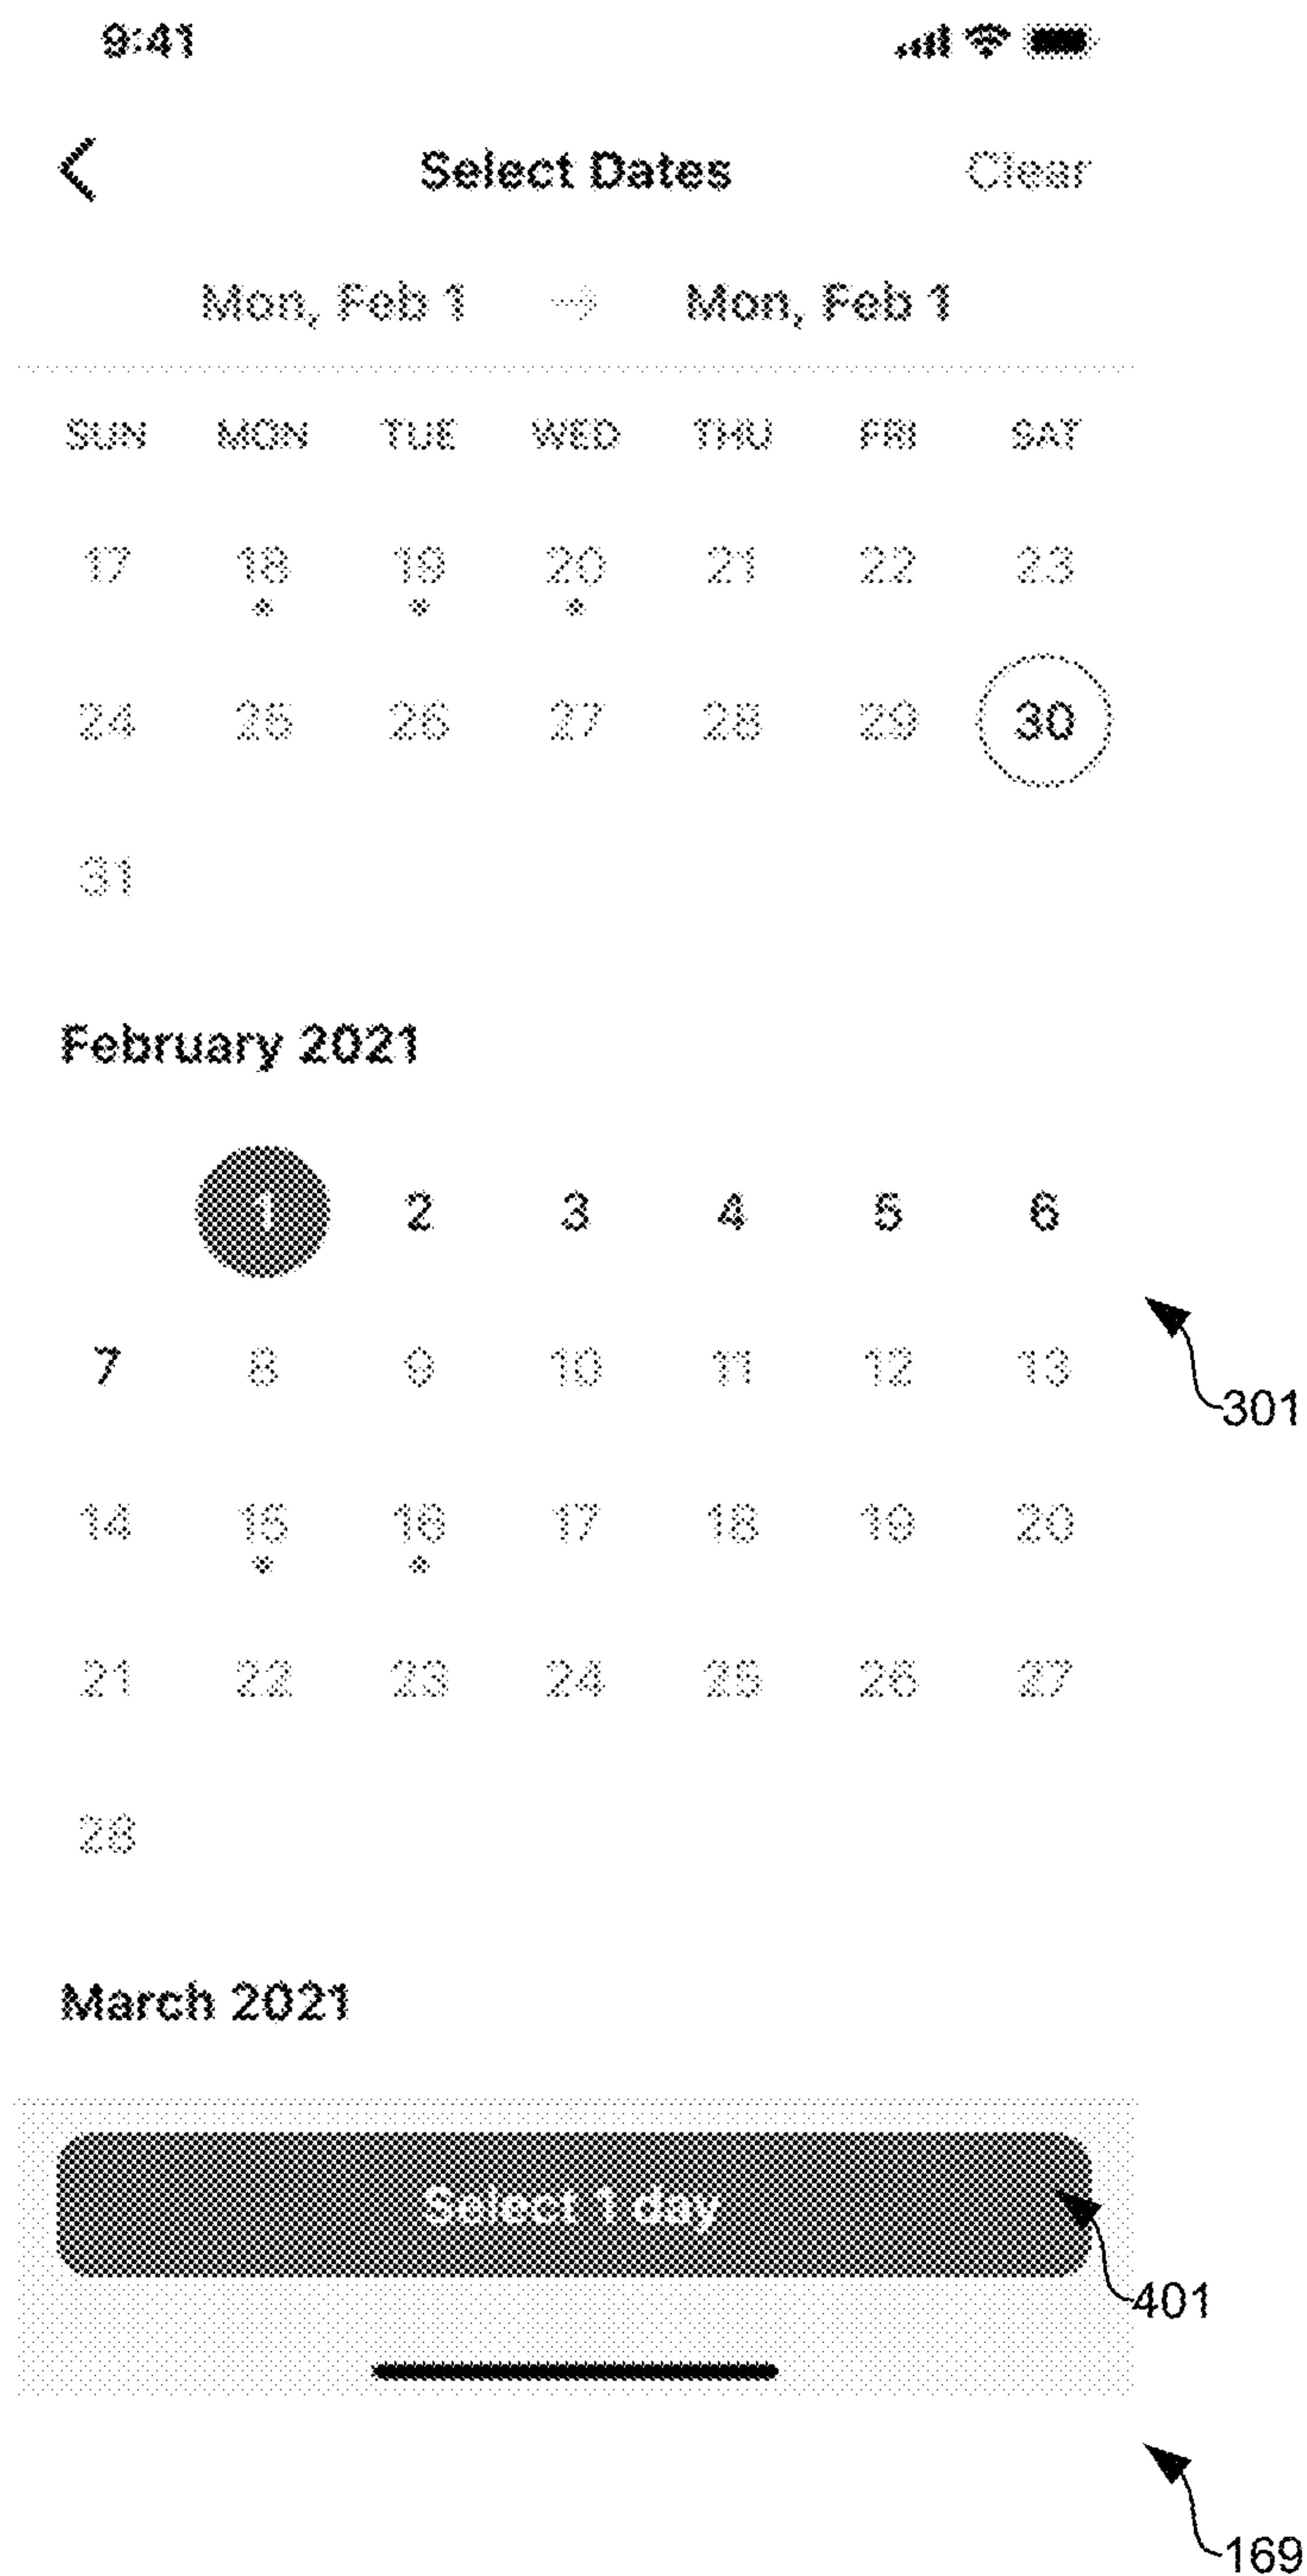 9:41
Select Dates Clear
Mon, Feb 1 → Mon, Feb 1
SUN MON TUE WED THU FRI SAT
17 18 19 20 21 22 23
24 25 26 27 28 29 30
31
February 2021
1 2 3 4 5 6
301
7 8 9 10 11 12 13
14 15 16 17 18 19 20
21 22 23 24 25 26 27
28
March 2021
Select 1 day
401
169